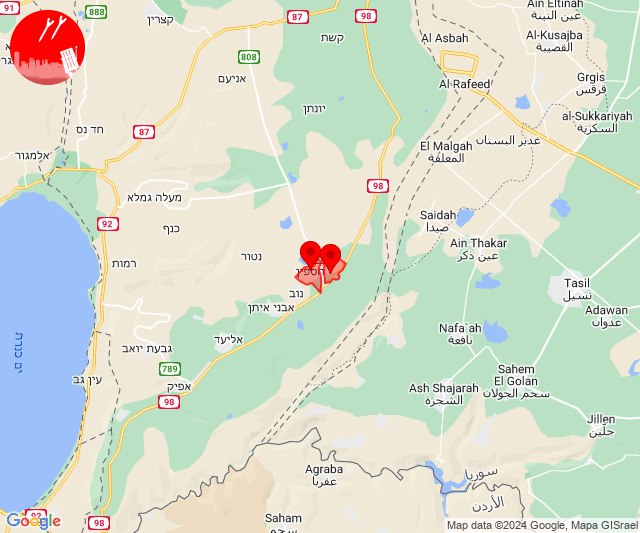 91
888
קצרין
87
קשת
98
Ain Eltinah
عين التينة
Al Asbah
Al-Kusajba
القصيبة
808
אניעם
Al Rafeed
Grgis
قرقس
יונתן
al-Sukkariyah
السكرية
חד נס
87
El Malgah
المعلقة
غدير البستان
אלמגור
98
מעלה גמלא
92
כנף
Saidah
صيدا
Ain Thakar
عين ذكر
רמות
נטור
חספין
Tasil
تسيل
נוב
אבני איתן
Adawan
عدوان
Nafa`ah
نافعة
ים כנרת
אליעד
גבעת יואב
789
Sahem
El Golan
سحم الجولان
עין גב
אפיק
98
Ash Shajarah
الشجرة
Jillen
جلين
Agraba
عقربا
سوريا
الأردن
Saham
92
98
Google
Map data ©2024 Google, Mapa GISrael